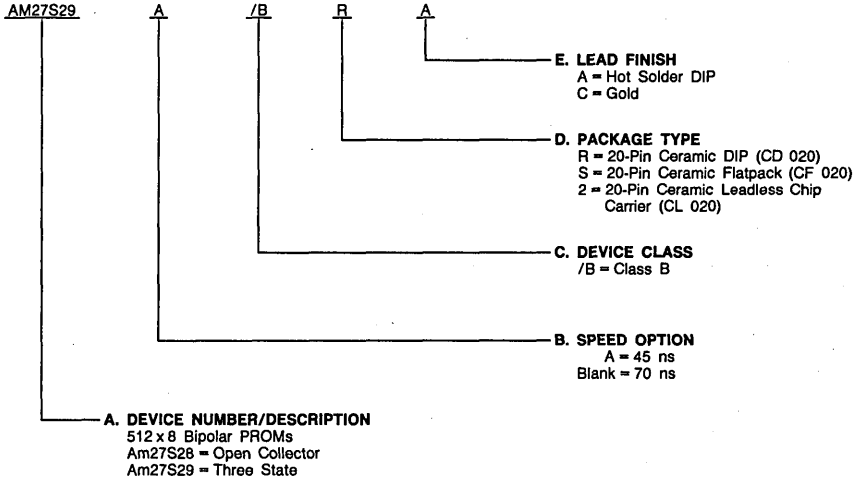 AM27S29 A /B R A
E. LEAD FINISH
A = Hot Solder DIP
C = Gold
D. PACKAGE TYPE
R = 20-Pin Ceramic DIP (CD 020)
S = 20-Pin Ceramic Flatpack (CF 020)
2 = 20-Pin Ceramic Leadless Chip
Carrier (CL 020)
C. DEVICE CLASS
/B = Class B
B. SPEED OPTION
A = 45 ns
Blank = 70 ns
A. DEVICE NUMBER/DESCRIPTION
512 x 8 Bipolar PROMs
Am27S28 = Open Collector
Am27S29 = Three State